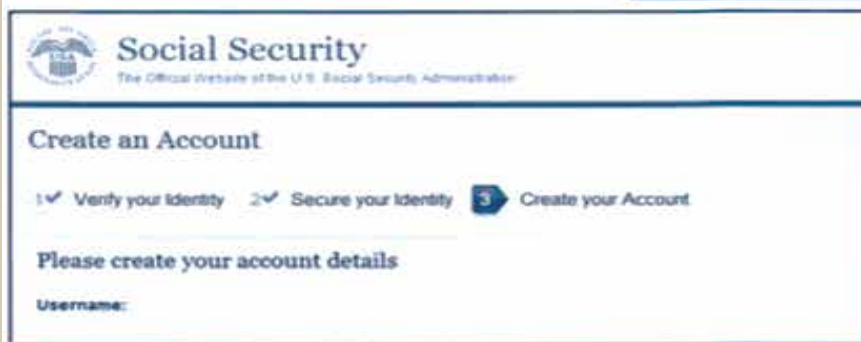 Social Security
The Official Website of the U.S. Social Security Administration
Create an Account
1 Verify your Identity 2 Secure your Identity 3 Create your Account
Please create your account details
Username: